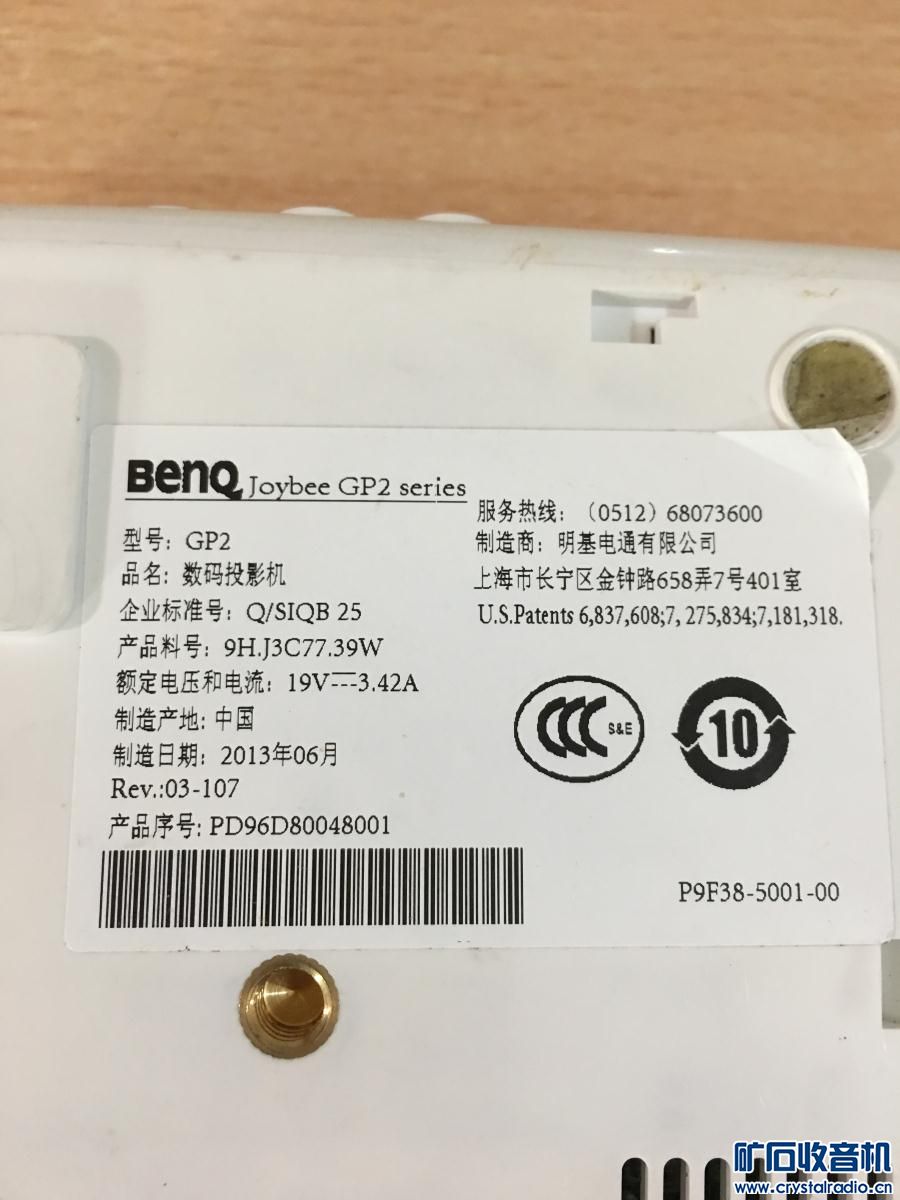 BenQ Joybee GP2 series
型号: GP2
品名: 数码投影机
企业标准号: Q/SIQB 25
产品料号: 9H.J3C77.39W
额定电压和电流: 19V⎓3.42A
制造产地: 中国
制造日期: 2013年06月
Rev.:03-107
产品序号: PD96D80048001
服务热线: (0512) 68073600
制造商: 明基电通有限公司
上海市长宁区金钟路658弄7号401室
U.S.Patents 6,837,608;7, 275,834;7,181,318.
CCC S&E
10
P9F38-5001-00
矿石收音机
www.crystalradio.cn